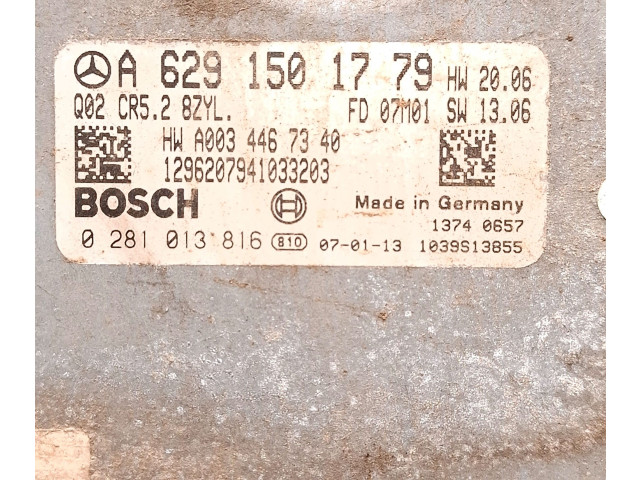 A 629 150 17 79 HW 20.06
Q02 CR5.2 8ZYL. FD 07M01 SW 13.06
HW A003 446 73 40
1296207941033203
BOSCH Made in Germany
1374 0657
0 281 013 816 810 07-01-13 1039S13855